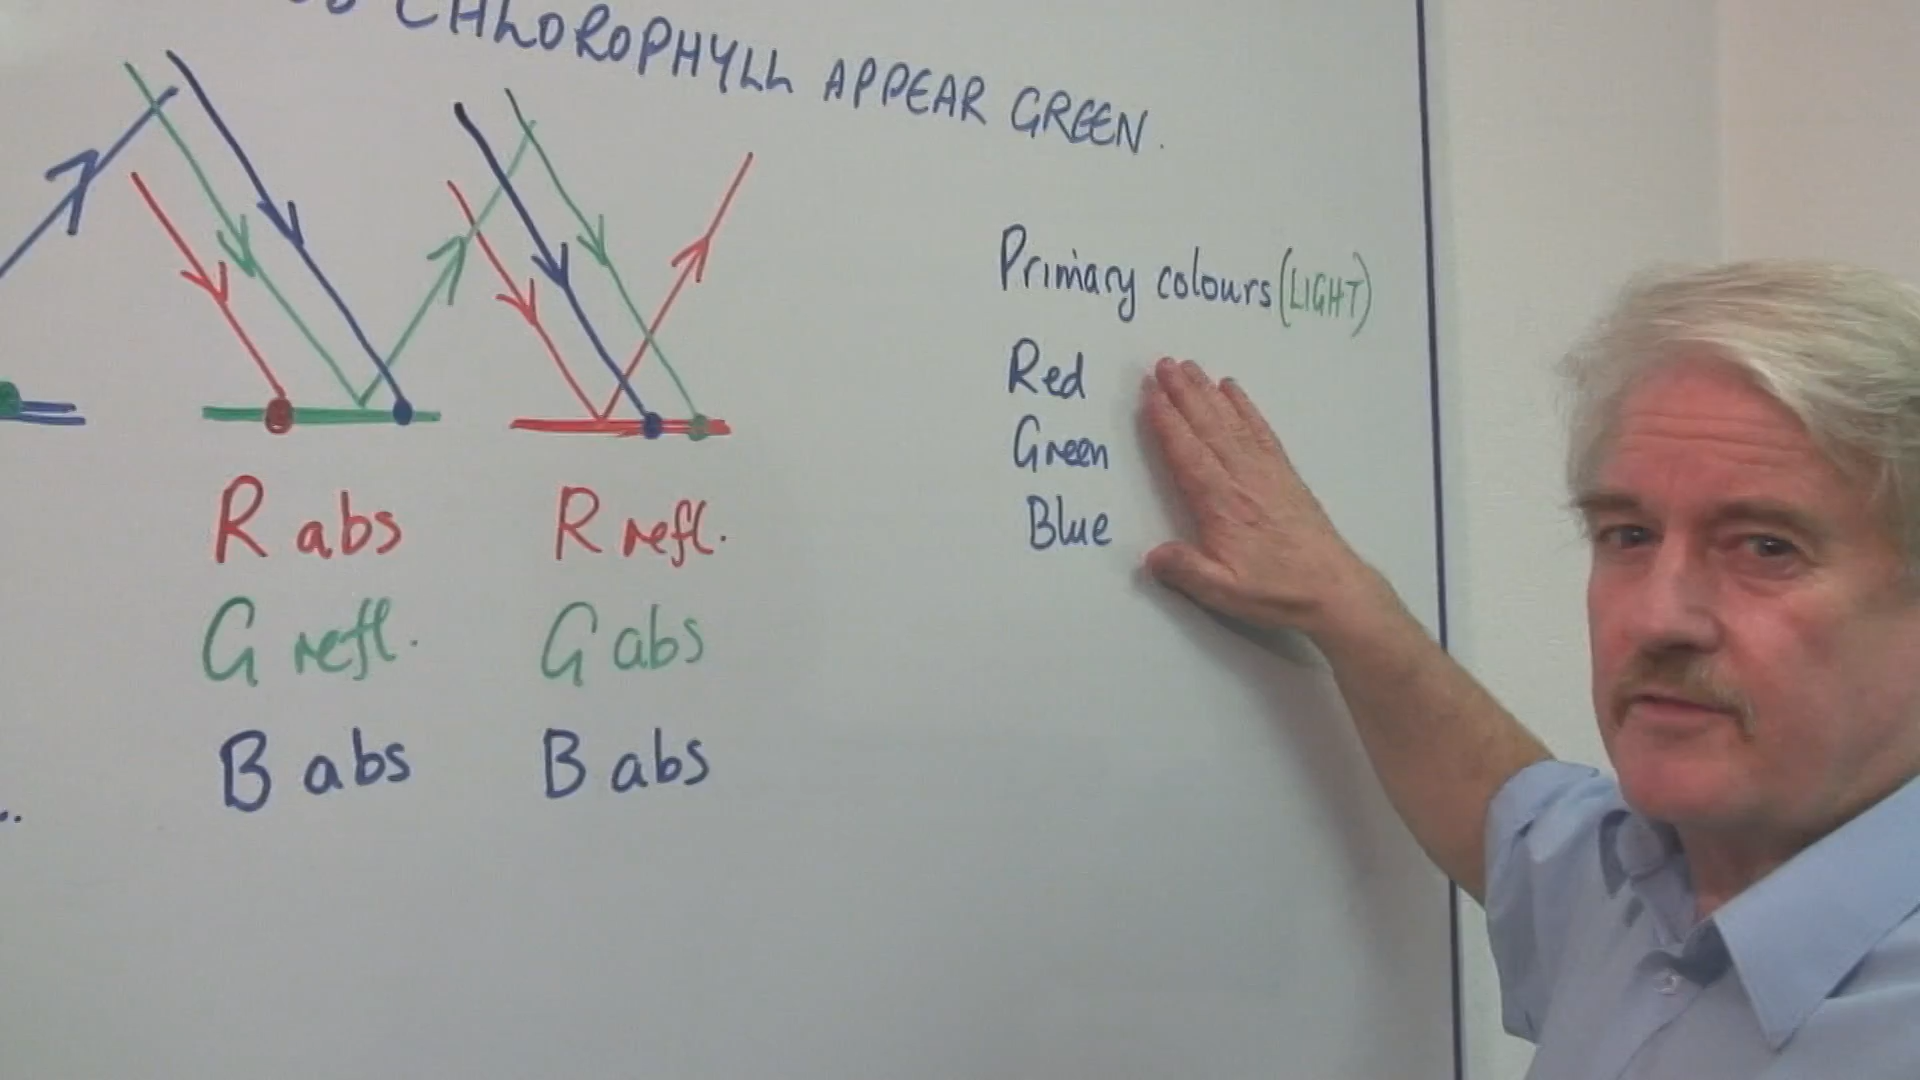 CHLOROPHYLL APPEAR GREEN.
Primary colours (LIGHT)
Red
Green
Blue
R abs
G refl.
B abs
R refl.
G abs
B abs